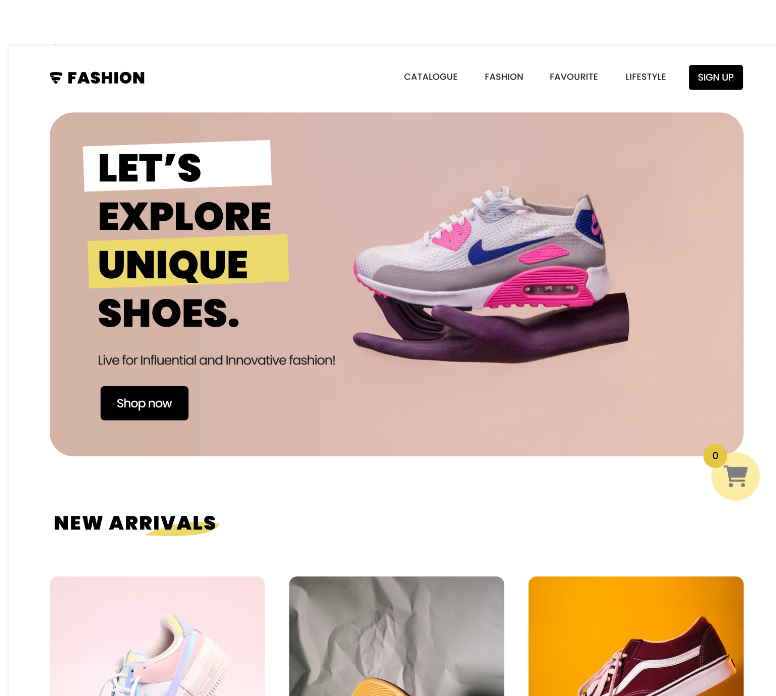 FASHION
CATALOGUE FASHION FAVOURITE LIFESTYLE SIGN UP
LET’S
EXPLORE
UNIQUE
SHOES.
Live for Influential and Innovative fashion!
Shop now
0
NEW ARRIVALS